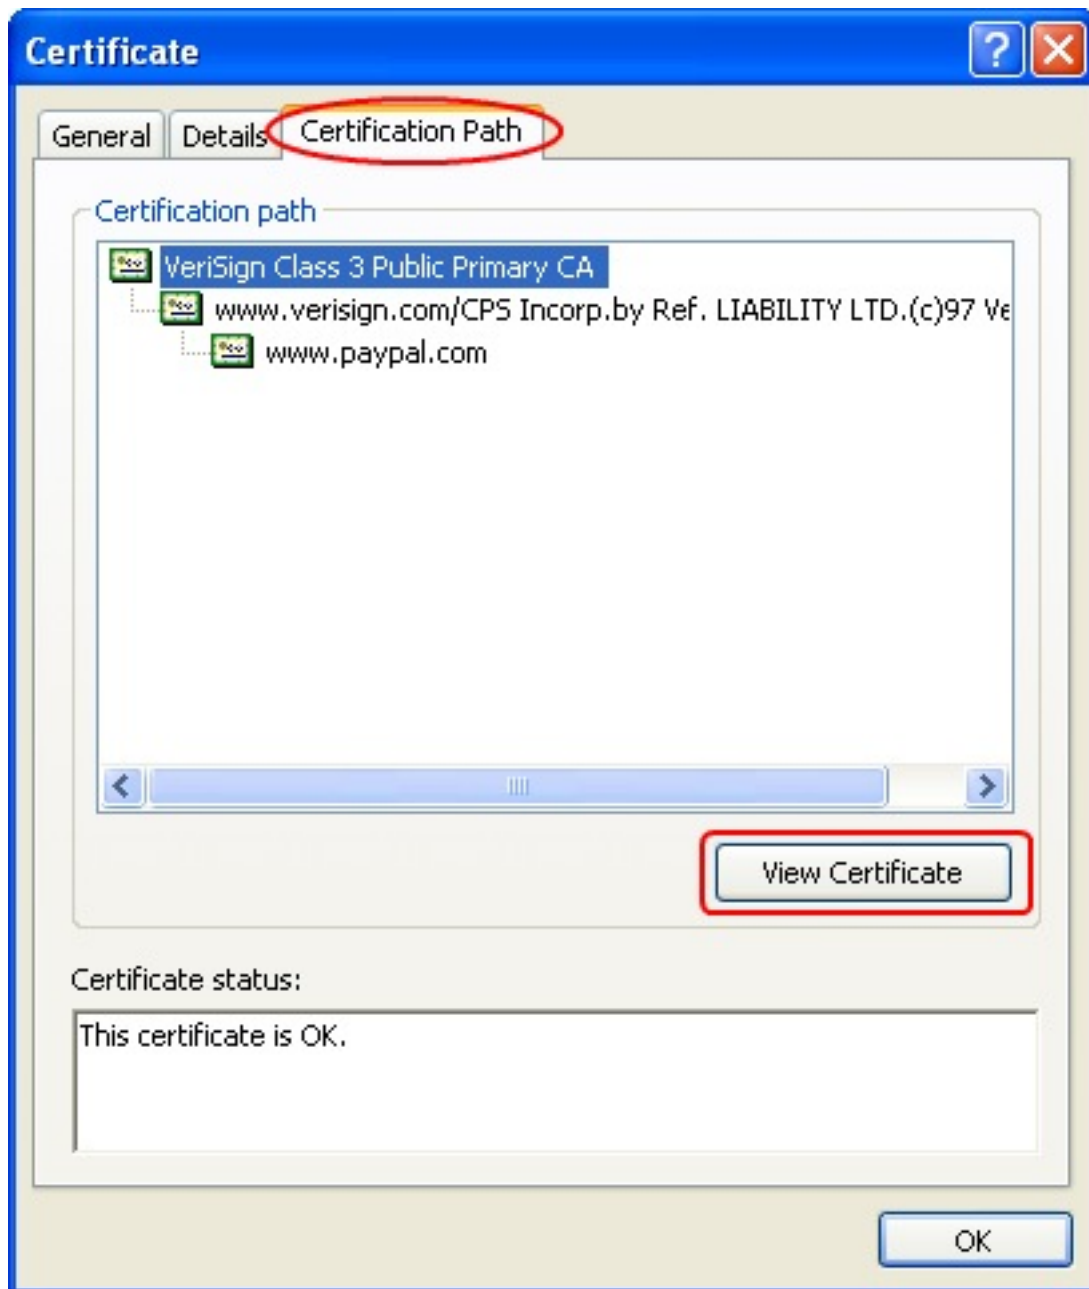 Certificate
General Details Certification Path
Certification path
VeriSign Class 3 Public Primary CA
www.verisign.com/CPS Incorp.by Ref. LIABILITY LTD.(c)97 Ve
www.paypal.com
View Certificate
Certificate status:
This certificate is OK.
OK